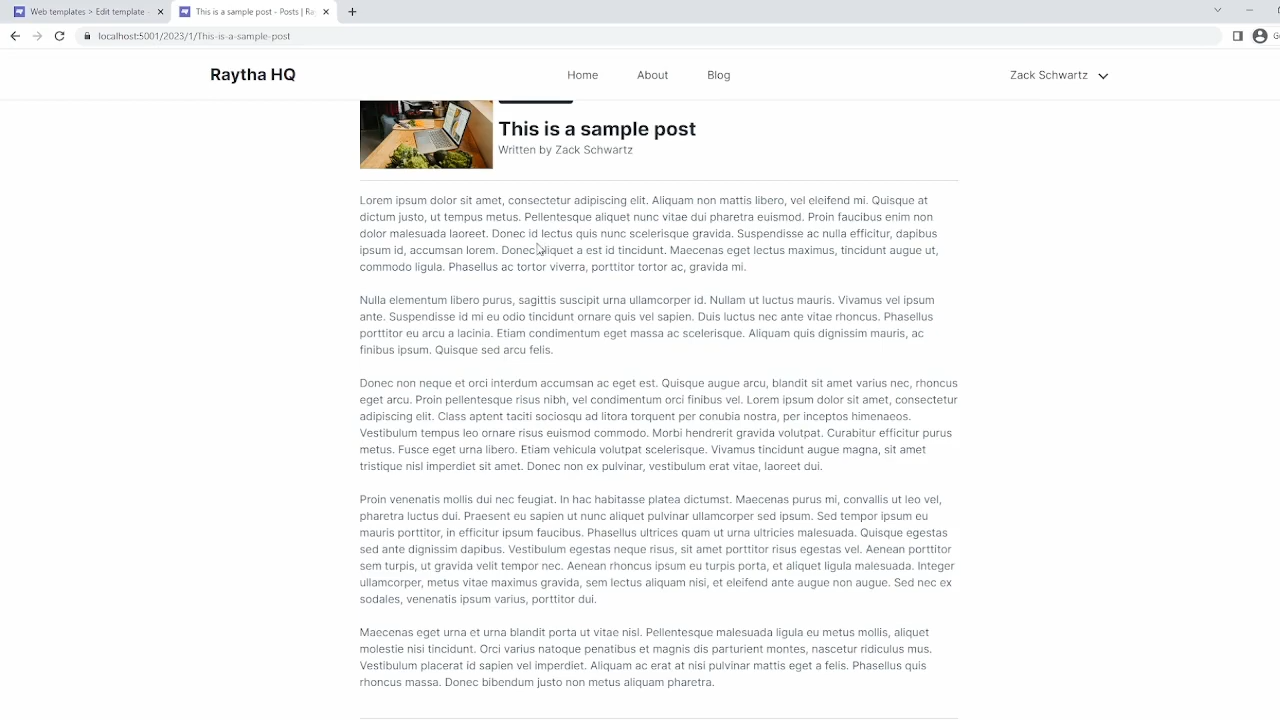 Web templates > Edit template -
This is a sample post - Posts | Ra
localhost:5001/2023/1/This-is-a-sample-post
Raytha HQ
Home
About
Blog
Zack Schwartz
This is a sample post
Written by Zack Schwartz
Lorem ipsum dolor sit amet, consectetur adipiscing elit. Aliquam non mattis libero, vel eleifend mi. Quisque at
dictum justo, ut tempus metus. Pellentesque aliquet nunc vitae dui pharetra euismod. Proin faucibus enim non
dolor malesuada laoreet. Donec id lectus quis nunc scelerisque gravida. Suspendisse ac nulla efficitur, dapibus
ipsum id, accumsan lorem. Donec aliquet a est id tincidunt. Maecenas eget lectus maximus, tincidunt augue ut,
commodo ligula. Phasellus ac tortor viverra, porttitor tortor ac, gravida mi.
Nulla elementum libero purus, sagittis suscipit urna ullamcorper id. Nullam ut luctus mauris. Vivamus vel ipsum
ante. Suspendisse id mi eu odio tincidunt ornare quis vel sapien. Duis luctus nec ante vitae rhoncus. Phasellus
porttitor eu arcu a lacinia. Etiam condimentum eget massa ac scelerisque. Aliquam quis dignissim mauris, ac
finibus ipsum. Quisque sed arcu felis.
Donec non neque et orci interdum accumsan ac eget est. Quisque augue arcu, blandit sit amet varius nec, rhoncus
eget arcu. Proin pellentesque risus nibh, vel condimentum orci finibus vel. Lorem ipsum dolor sit amet, consectetur
adipiscing elit. Class aptent taciti sociosqu ad litora torquent per conubia nostra, per inceptos himenaeos.
Vestibulum tempus leo ornare risus euismod commodo. Morbi hendrerit gravida volutpat. Curabitur efficitur purus
metus. Fusce eget urna libero. Etiam vehicula volutpat scelerisque. Vivamus tincidunt augue magna, sit amet
tristique nisl imperdiet sit amet. Donec non ex pulvinar, vestibulum erat vitae, laoreet dui.
Proin venenatis mollis dui nec feugiat. In hac habitasse platea dictumst. Maecenas purus mi, convallis ut leo vel,
pharetra luctus dui. Praesent eu sapien ut nunc aliquet pulvinar ullamcorper sed ipsum. Sed tempor ipsum eu
mauris porttitor, in efficitur ipsum faucibus. Phasellus ultrices quam ut urna ultricies malesuada. Quisque egestas
sed ante dignissim dapibus. Vestibulum egestas neque risus, sit amet porttitor risus egestas vel. Aenean porttitor
sem turpis, ut gravida velit tempor nec. Aenean rhoncus ipsum eu turpis porta, et aliquet ligula malesuada. Integer
ullamcorper, metus vitae maximus gravida, sem lectus aliquam nisi, et eleifend ante augue non augue. Sed nec ex
sodales, venenatis ipsum varius, porttitor dui.
Maecenas eget urna et urna blandit porta ut vitae nisl. Pellentesque malesuada ligula eu metus mollis, aliquet
molestie nisi tincidunt. Orci varius natoque penatibus et magnis dis parturient montes, nascetur ridiculus mus.
Vestibulum placerat id sapien vel imperdiet. Aliquam ac erat at nisi pulvinar mattis eget a felis. Phasellus quis
rhoncus massa. Donec bibendum justo non metus aliquam pharetra.